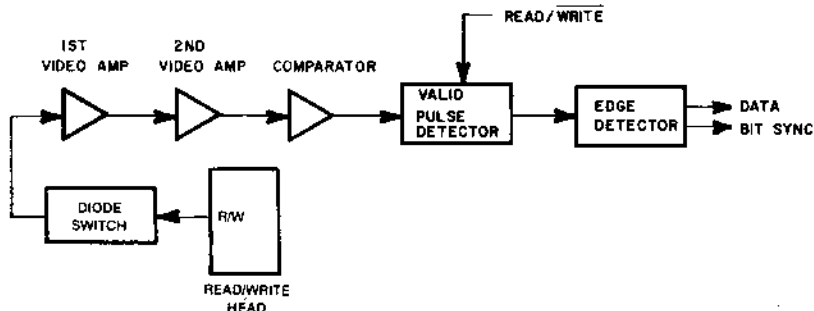 READ/WRITE
1ST
VIDEO AMP
2ND
VIDEO AMP
COMPARATOR
VALID
PULSE
DETECTOR
EDGE
DETECTOR
DATA
BIT SYNC
DIODE
SWITCH
R/W
READ/WRITE
HEAD